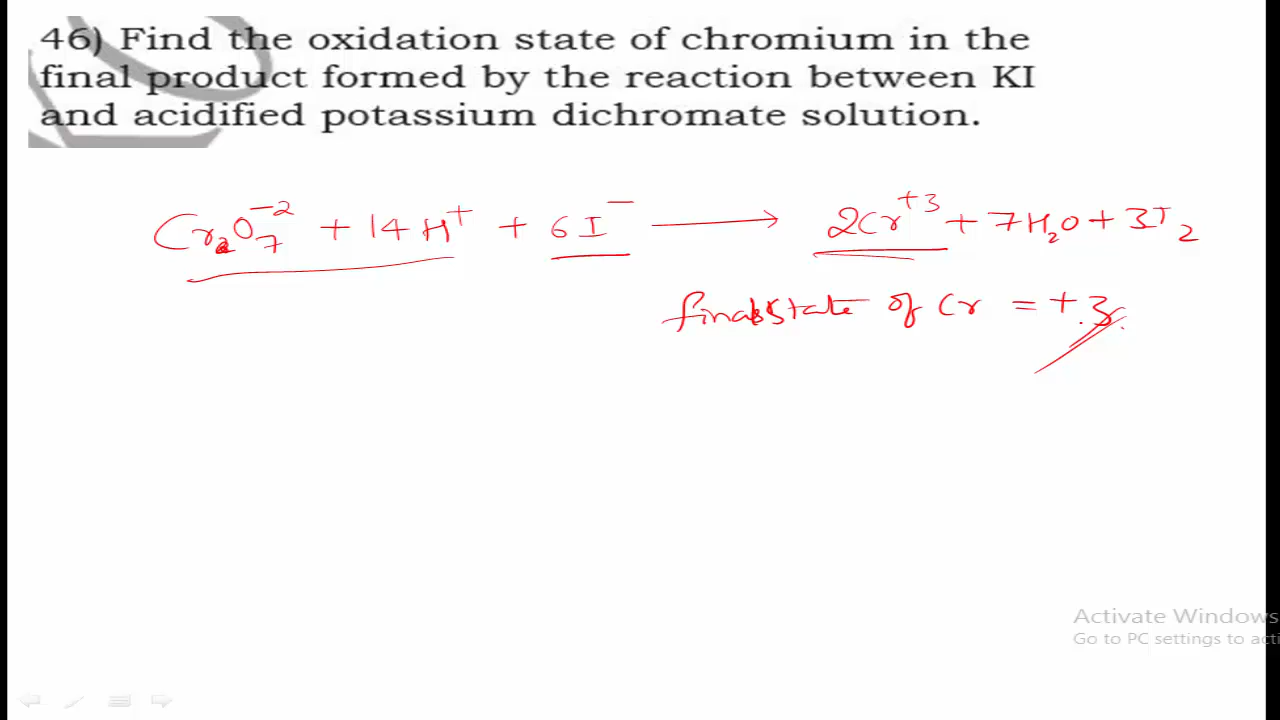 46) Find the oxidation state of chromium in the
final product formed by the reaction between KI
and acidified potassium dichromate solution.
Cr₂O₇⁻² + 14H⁺ + 6I⁻ ⟶ 2Cr⁺³ + 7H₂O + 3I₂
final state of Cr = +3
Activate Windows
Go to PC settings to acti